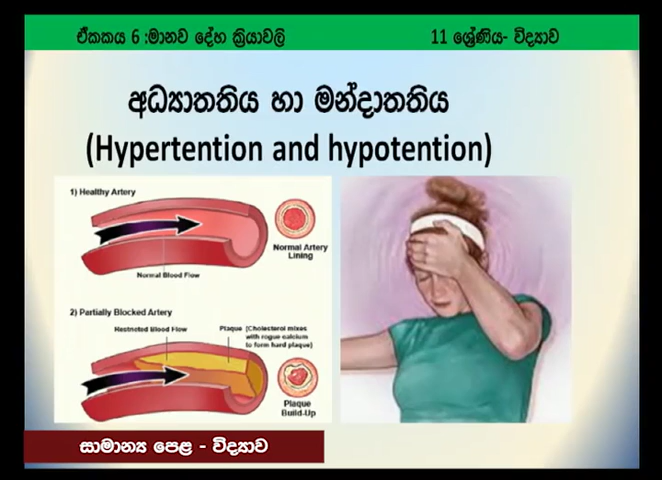 ඒකකය 6 :මානව දේහ ක්‍රියාවලි
11 ශ්‍රේණිය- විද්‍යාව
අධ්‍යාතතිය හා මන්දාතතිය
(Hypertention and hypotention)
1) Healthy Artery
Normal Artery
Lining
Normal Blood Flow
2) Partially Blocked Artery
Restricted Blood Flow
Plaque (Cholesterol mixes
with rogue calcium
to form hard plaque)
Plaque
Build-Up
සාමාන්‍ය පෙළ - විද්‍යාව